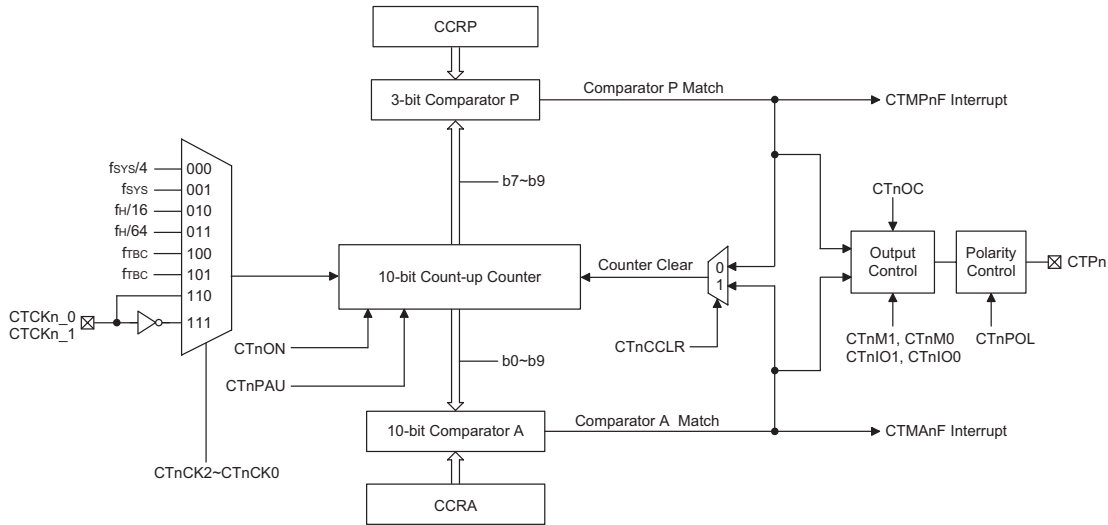 CCRP
3-bit Comparator P
Comparator P Match
CTMPnF Interrupt
b7~b9
fSYS/4
000
fSYS
001
fH/16
010
fH/64
011
fTBC
100
fTBC
101
110
111
CTCKn_0
CTCKn_1
CTnCK2~CTnCK0
10-bit Count-up Counter
CTnON
CTnPAU
Counter Clear
0
1
CTnCCLR
CTnOC
Output
Control
Polarity
Control
CTPn
CTnM1, CTnM0
CTnIO1, CTnIO0
CTnPOL
b0~b9
10-bit Comparator A
Comparator A Match
CTMAnF Interrupt
CCRA